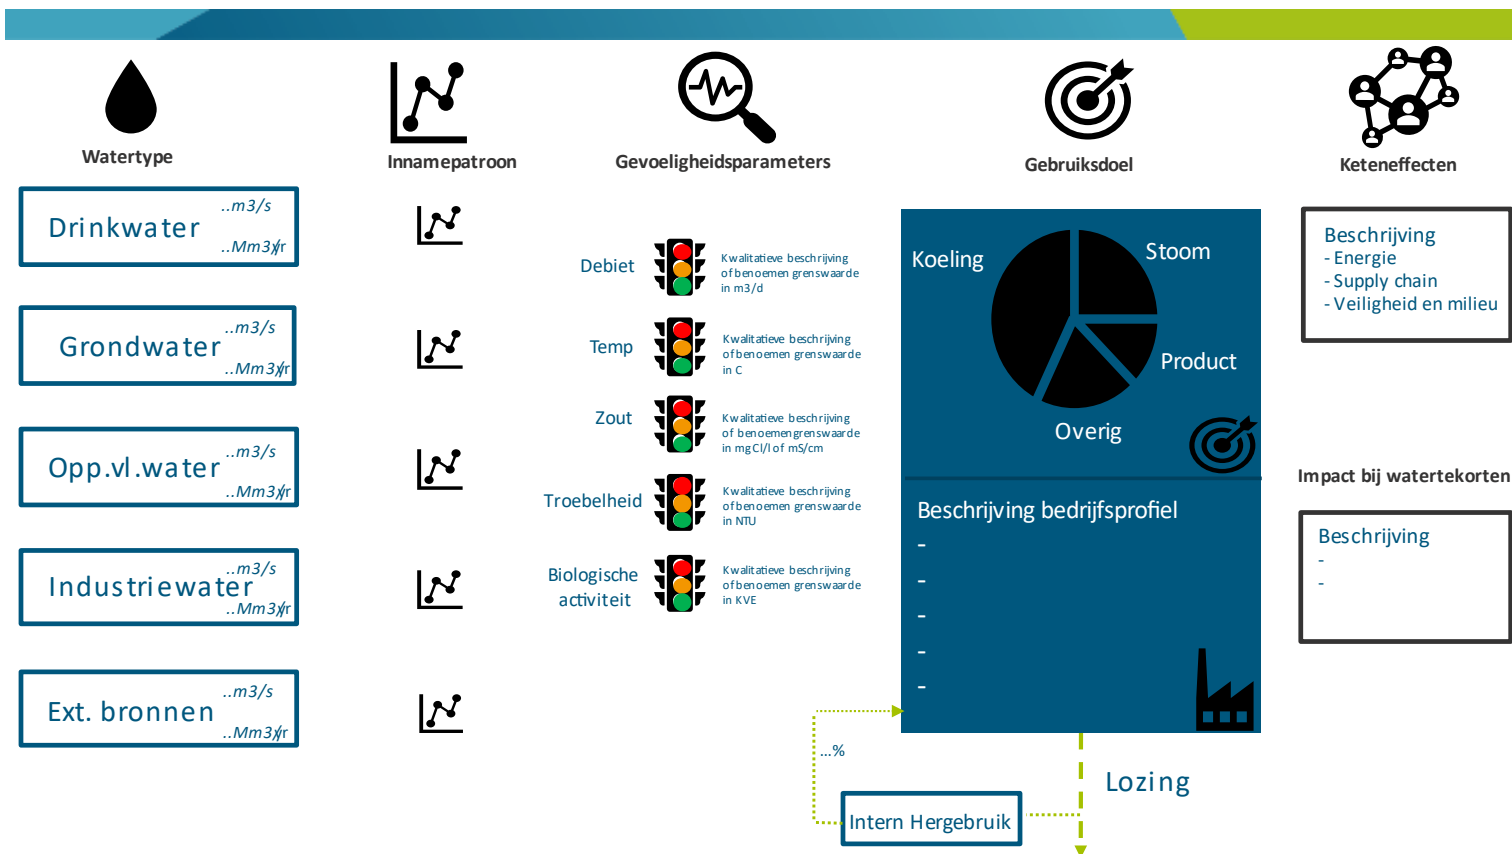 Watertype
Innamepatroon
Gevoeligheidsparameters
Gebruiksdoel
Keteneffecten
Drinkwater
..m3/s
..Mm3/jr
Grondwater
..m3/s
..Mm3/jr
Opp.vl.water
..m3/s
..Mm3/jr
Industriewater
..m3/s
..Mm3/jr
Ext. bronnen
..m3/s
..Mm3/jr
Debiet
Kwalitatieve beschrijving
of benoemen grenswaarde
in m3/d
Temp
Kwalitatieve beschrijving
of benoemen grenswaarde
in C
Zout
Kwalitatieve beschrijving
of benoemen grenswaarde
in mg Cl/l of mS/cm
Troebelheid
Kwalitatieve beschrijving
of benoemen grenswaarde
in NTU
Biologische
activiteit
Kwalitatieve beschrijving
of benoemen grenswaarde
in KVE
Koeling
Stoom
Product
Overig
Beschrijving bedrijfsprofiel
-
-
-
-
-
...%
Intern Hergebruik
Lozing
Beschrijving
- Energie
- Supply chain
- Veiligheid en milieu
Impact bij watertekorten
Beschrijving
-
-